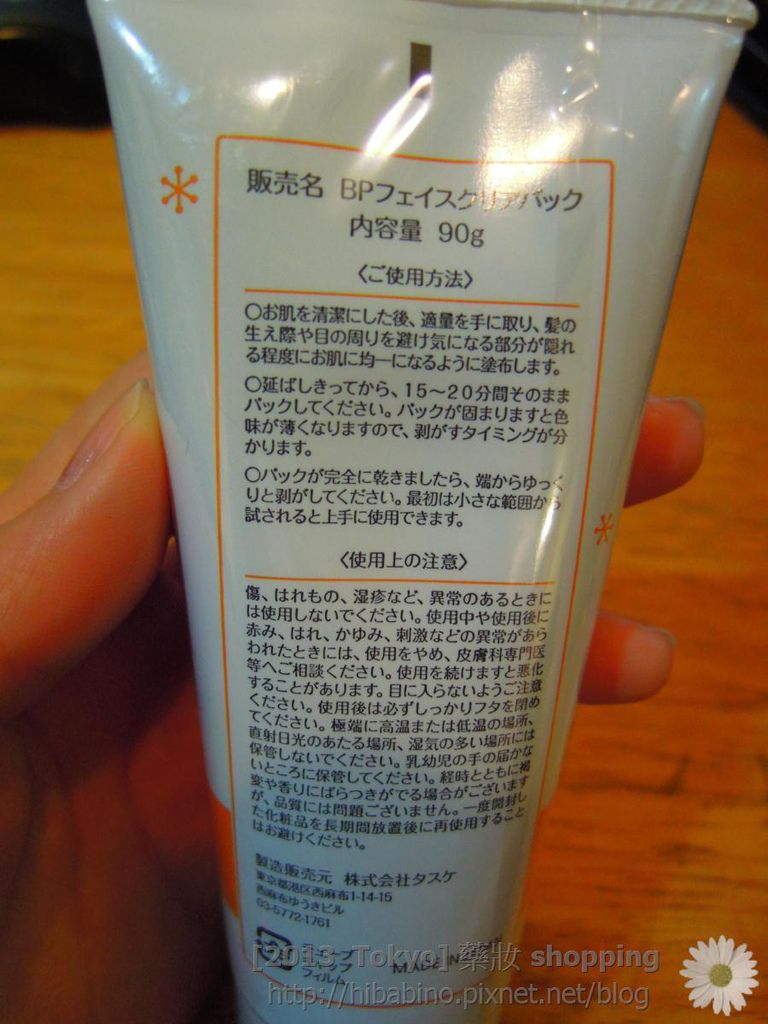 販売名 BPフェイスクリアパック
内容量 90g
〈ご使用方法〉
〇お肌を清潔にした後、適量を手に取り、髪の
生え際や目の周りを避け気になる部分が隠れ
る程度にお肌に均一になるように塗布します。
〇延ばしきってから、15～20分間そのまま
パックしてください。パックが固まりますと色
味が薄くなりますので、剥がすタイミングが分
かります。
〇パックが完全に乾きましたら、端からゆっく
りと剥がしてください。最初は小さな範囲から
試されると上手に使用できます。
〈使用上の注意〉
傷、はれもの、湿疹など、異常のあるときに
は使用しないでください。使用中や使用後に
赤み、はれ、かゆみ、刺激などの異常があら
われたときには、使用をやめ、皮膚科専門医
等へご相談ください。使用を続けますと悪化
することがあります。目に入らないようご注意
ください。使用後は必ずしっかりフタを閉め
てください。極端に高温または低温の場所、
直射日光のあたる場所、湿気の多い場所には
保管しないでください。乳幼児の手の届かな
いところに保管してください。経時とともに褐
変や香りにばらつきがでる場合がございます
が、品質には問題ございません。一度開封し
た化粧品を長期間放置後に再使用すること
はお避けください。
製造販売元 株式会社タスケ
東京都港区西麻布1-14-15
西麻布ゆうきビル
03-5772-1761
フィルム
MADE IN
[2013 Tokyo] 藥妝 shopping
http://hibabino.pixnet.net/blog